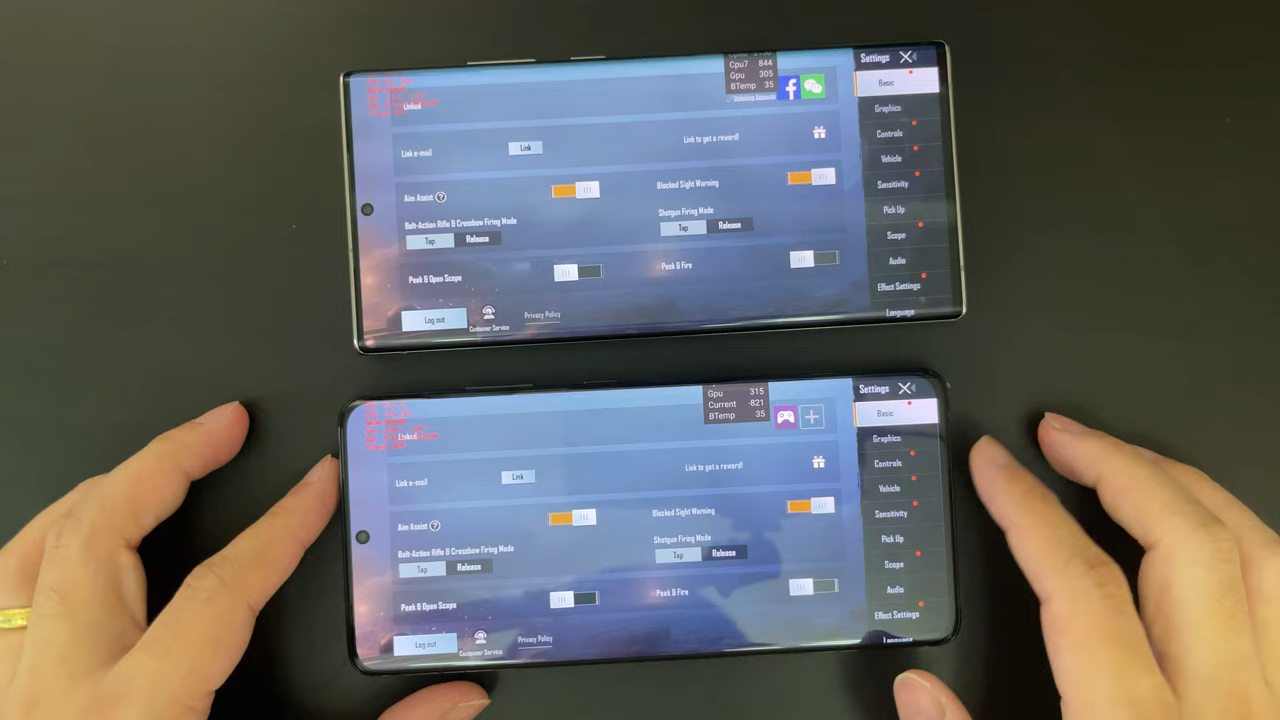 Cpu7 844
Gpu 305
BTemp 35
Linked
Link e-mail
Link
Link to get a reward!
Aim Assist ?
Blocked Sight Warning
Bolt-Action Rifle & Crossbow Firing Mode
Tap Release
Shotgun Firing Mode
Tap Release
Peek & Open Scope
Peek & Fire
Log out
Customer Service
Privacy Policy
Settings
Basic
Graphics
Controls
Vehicle
Sensitivity
Pick Up
Scope
Audio
Effect Settings
Language
Gpu 315
Current -821
BTemp 35
Linked
Link e-mail
Link
Link to get a reward!
Aim Assist ?
Blocked Sight Warning
Bolt-Action Rifle & Crossbow Firing Mode
Tap Release
Shotgun Firing Mode
Tap Release
Peek & Open Scope
Peek & Fire
Log out
Customer Service
Privacy Policy
Settings
Basic
Graphics
Controls
Vehicle
Sensitivity
Pick Up
Scope
Audio
Effect Settings
Language